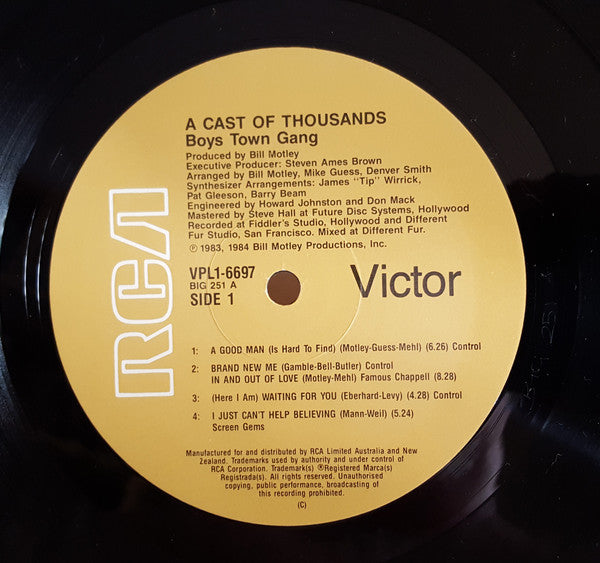 A CAST OF THOUSANDS
Boys Town Gang
Produced by Bill Motley
Executive Producer: Steven Ames Brown
Arranged by Bill Motley, Mike Guess, Denver Smith
Synthesizer Arrangements: James "Tip" Wirrick,
Pat Gleeson, Barry Beam
Engineered by Howard Johnston and Don Mack
Mastered by Steve Hall at Future Disc Systems, Hollywood
Recorded at Fiddler's Studio, Hollywood and Different
Fur Studio, San Francisco. Mixed at Different Fur.
℗ 1983, 1984 Bill Motley Productions, Inc.
RCA
VPL1-6697
BIG 251 A
SIDE 1
Victor
1: A GOOD MAN (Is Hard To Find) (Motley-Guess-Mehl) (6.26) Control
2: BRAND NEW ME (Gamble-Bell-Butler) Control
IN AND OUT OF LOVE (Motley-Mehl) Famous Chappell (8.28)
3: (Here I Am) WAITING FOR YOU (Eberhard-Levy) (4.28) Control
4: I JUST CAN'T HELP BELIEVING (Mann-Weil) (5.24)
Screen Gems
Manufactured for and distributed by RCA Limited Australia and New
Zealand. Trademarks used by authority and under control of
RCA Corporation. Trademark(s) ®Registered Marca(s)
Registrada(s). All rights reserved. Unauthorised
copying, public performance, broadcasting of
this recording prohibited.
(C)